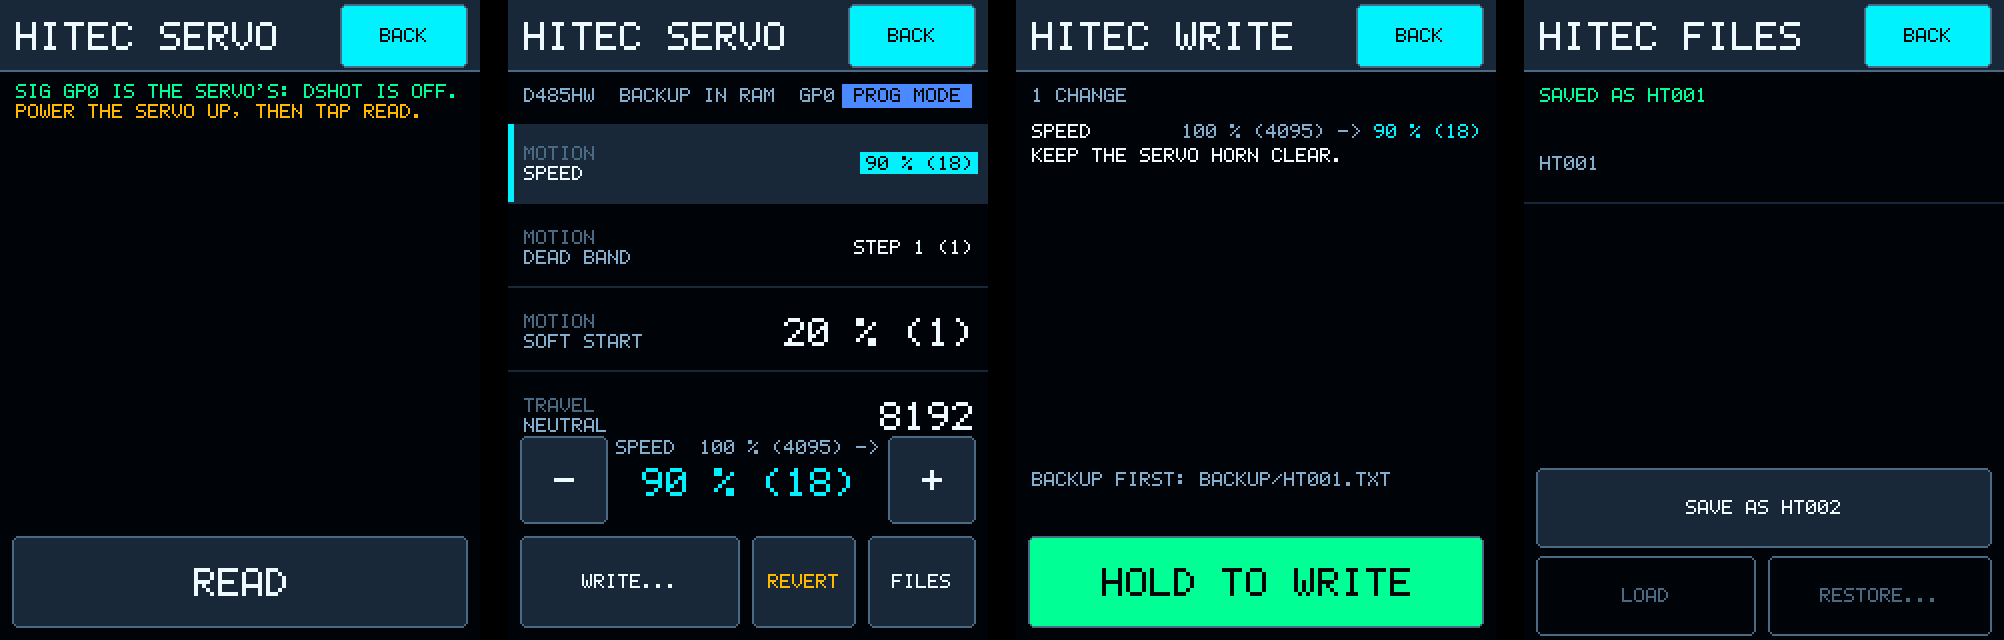 HITEC SERVO
BACK
SIG GP0 IS THE SERVO'S: DSHOT IS OFF.
POWER THE SERVO UP, THEN TAP READ.
READ
HITEC SERVO
BACK
D485HW BACKUP IN RAM GP0 PROG MODE
MOTION
SPEED
90 % (18)
MOTION
DEAD BAND
STEP 1 (1)
MOTION
SOFT START
20 % (1)
TRAVEL
NEUTRAL
8192
SPEED 100 % (4095) ->
−
90 % (18)
+
WRITE...
REVERT
FILES
HITEC WRITE
BACK
1 CHANGE
SPEED 100 % (4095) -> 90 % (18)
KEEP THE SERVO HORN CLEAR.
BACKUP FIRST: BACKUP/HT001.TXT
HOLD TO WRITE
HITEC FILES
BACK
SAVED AS HT001
HT001
SAVE AS HT002
LOAD
RESTORE...